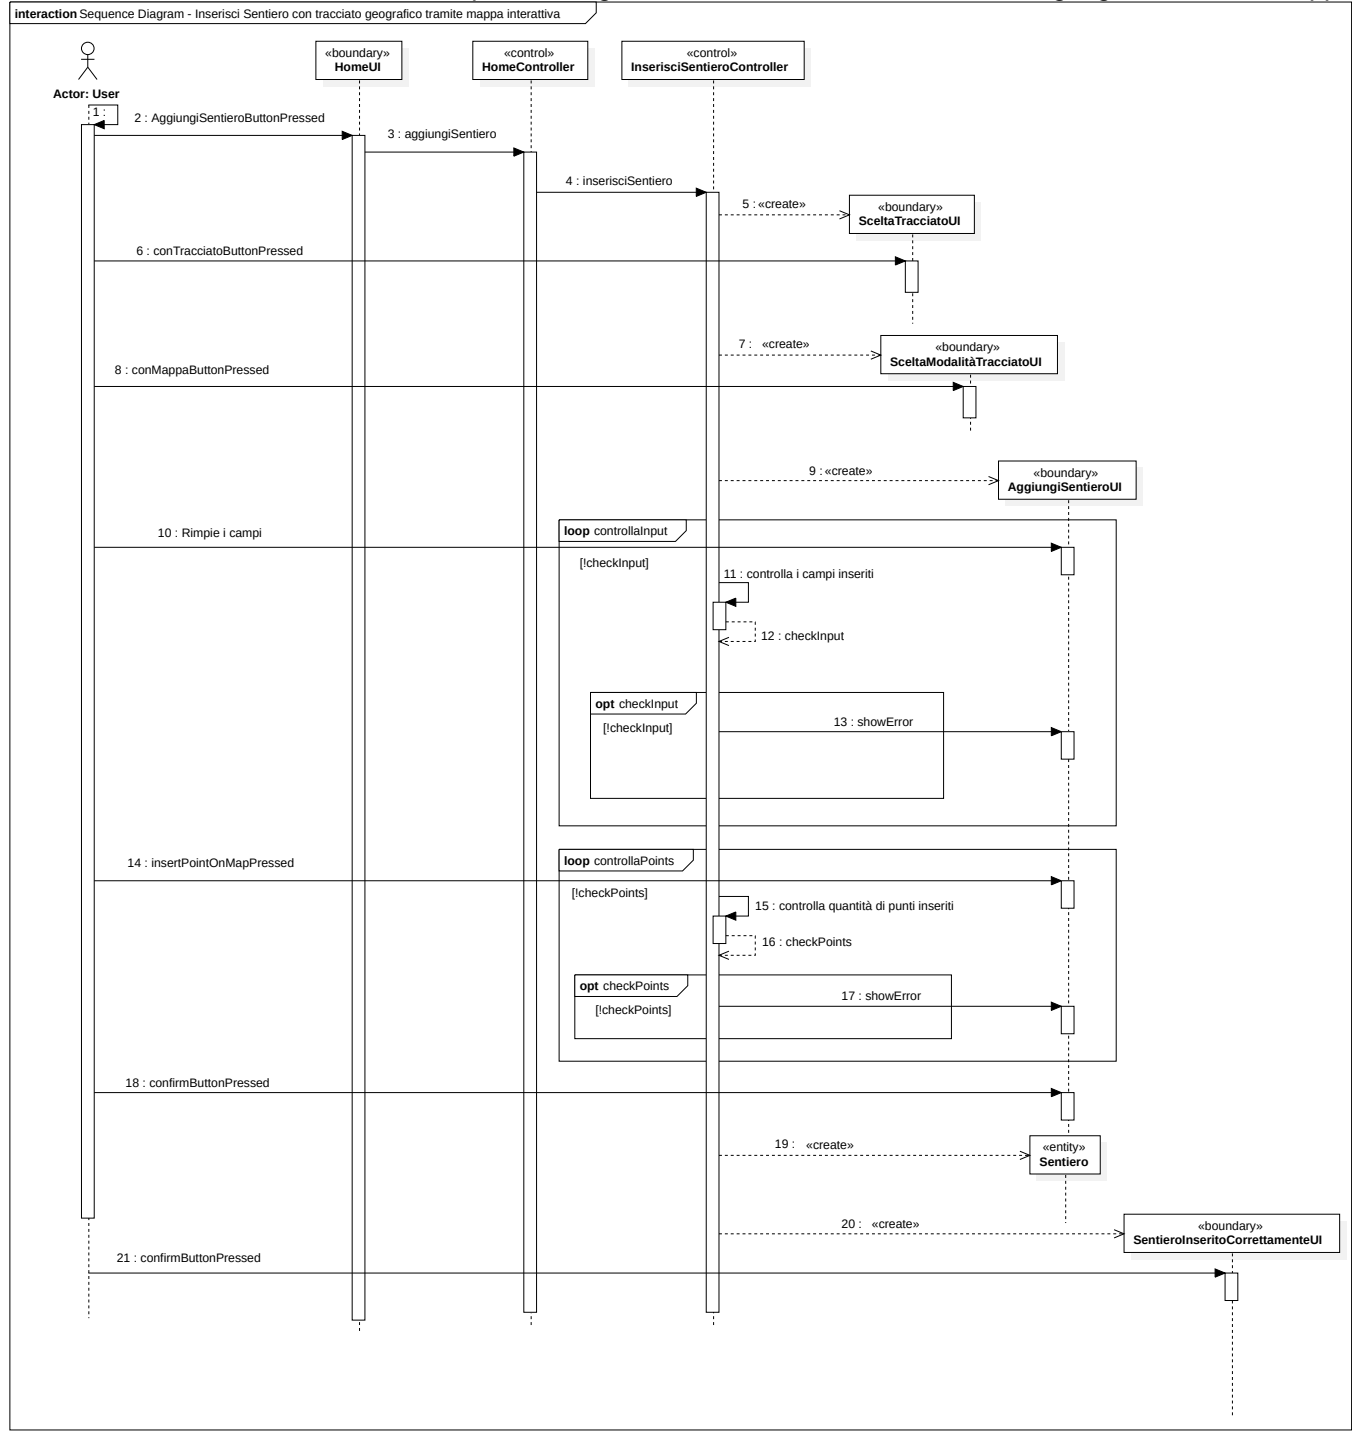 interaction Sequence Diagram - Inserisci Sentiero con tracciato geografico tramite mappa interattiva
«boundary»
HomeUI
«control»
HomeController
«control»
InserisciSentieroController
Actor: User
1 :
2 : AggiungiSentieroButtonPressed
3 : aggiungiSentiero
4 : inserisciSentiero
5 : «create»
«boundary»
SceltaTracciatoUI
6 : conTracciatoButtonPressed
7 : «create»
«boundary»
SceltaModalitàTracciatoUI
8 : conMappaButtonPressed
9 : «create»
«boundary»
AggiungiSentieroUI
loop controllaInput
10 : Rimpie i campi
[!checkInput]
11 : controlla i campi inseriti
12 : checkInput
opt checkInput
[!checkInput]
13 : showError
loop controllaPoints
14 : insertPointOnMapPressed
[!checkPoints]
15 : controlla quantità di punti inseriti
16 : checkPoints
opt checkPoints
[!checkPoints]
17 : showError
18 : confirmButtonPressed
19 : «create»
«entity»
Sentiero
20 : «create»
«boundary»
SentieroInseritoCorrettamenteUI
21 : confirmButtonPressed